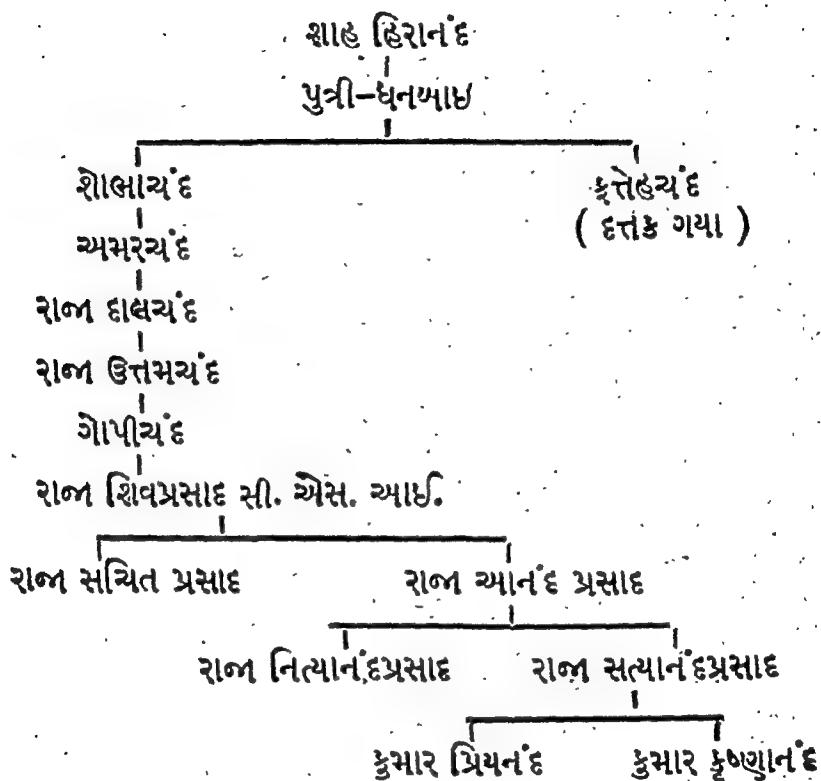 શાહ હિરાનંદ
પુત્રી-ધનબાઇ
શોભાચંદ ફત્તેહચંદ
અમરચંદ ( દત્તક ગયા )
રાજા દાલચંદ
રાજા ઉત્તમચંદ
ગોપીચંદ
રાજા શિવપ્રસાદ સી. એસ. આઈ.
રાજા સચિત પ્રસાદ રાજા આનંદ પ્રસાદ
રાજા નિત્યાનંદપ્રસાદ રાજા સત્યાનંદપ્રસાદ
કુમાર પ્રિયનંદ કુમાર કૃષ્ણાનંદ